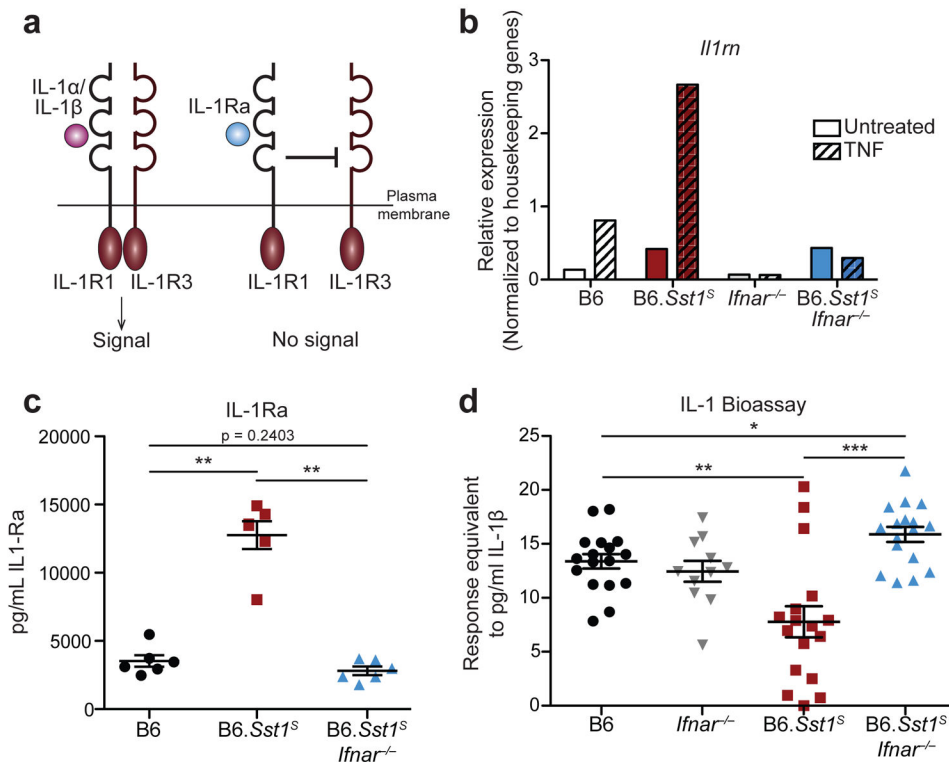 a
IL-1α/
IL-1β
IL-1Ra
Plasma
membrane
IL-1R1
IL-1R3
IL-1R1
IL-1R3
Signal
No signal
b
Il1rn
Relative expression
(Normalized to housekeeping genes)
3
2
1
0
Untreated
TNF
B6
B6.Sst1ˢ
Ifnar⁻/⁻
B6.Sst1ˢ
Ifnar⁻/⁻
c
IL-1Ra
pg/mL IL1-Ra
20000
15000
10000
5000
0
p = 0.2403
**
**
B6
B6.Sst1ˢ
B6.Sst1ˢ
Ifnar⁻/⁻
d
IL-1 Bioassay
Response equivalent
to pg/ml IL-1β
25
20
15
10
5
0
*
***
**
B6
Ifnar⁻/⁻
B6.Sst1ˢ
B6.Sst1ˢ
Ifnar⁻/⁻